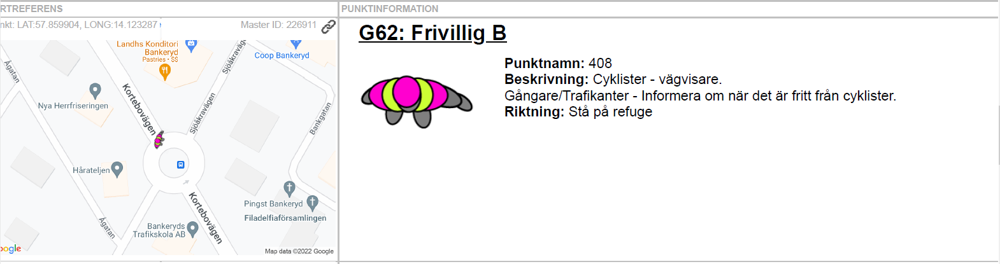 RTREFERENS
PUNKTINFORMATION
nkt: LAT:57.859904, LONG:14.123287
Master ID: 226911
G62: Frivillig B
Punktnamn: 408
Beskrivning: Cyklister - vägvisare.
Gångare/Trafikanter - Informera om när det är fritt från cyklister.
Riktning: Stå på refuge
Landhs Konditori
Bankeryd
Pastries • $$
Coop Bankeryd
Sjöåkravägen
Ågatan
Kortebovägen
Nya Herrfriseringen
Sjöåkravägen
Bankgatan
Hårateljen
Kortebovägen
Pingst Bankeryd
Filadelfiaförsamlingen
Ågatan
Bankeryds
Trafikskola AB
oogle
Map data ©2022 Google